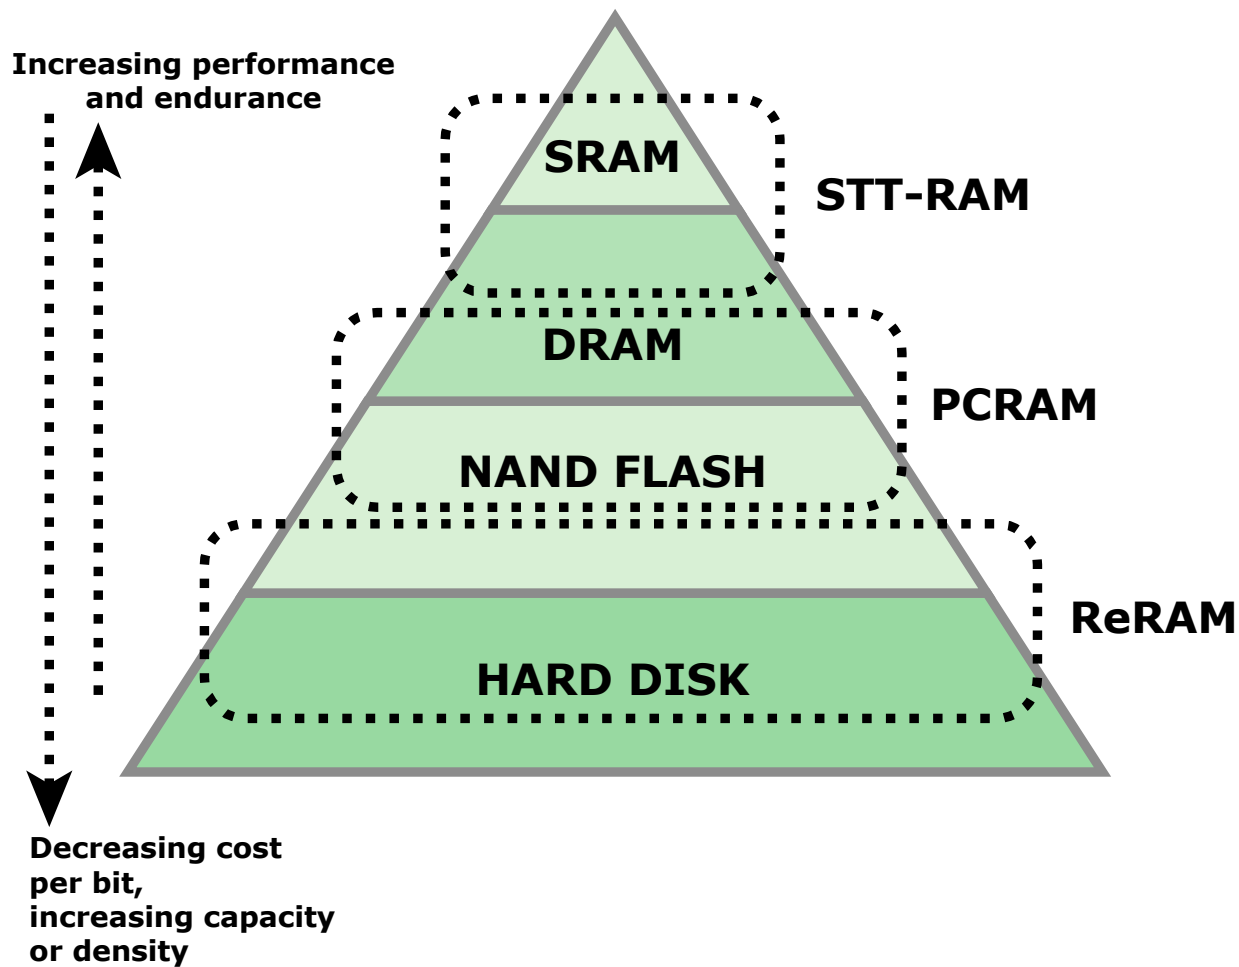 Increasing performance
and endurance
SRAM
STT-RAM
DRAM
PCRAM
NAND FLASH
ReRAM
HARD DISK
Decreasing cost
per bit,
increasing capacity
or density